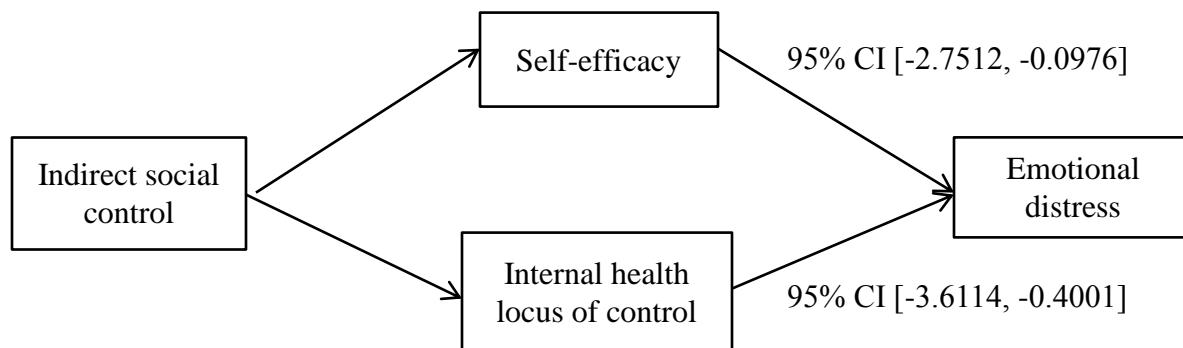 Self-efficacy
95% CI [-2.7512, -0.0976]
Indirect social
control
Emotional
distress
Internal health
locus of control
95% CI [-3.6114, -0.4001]